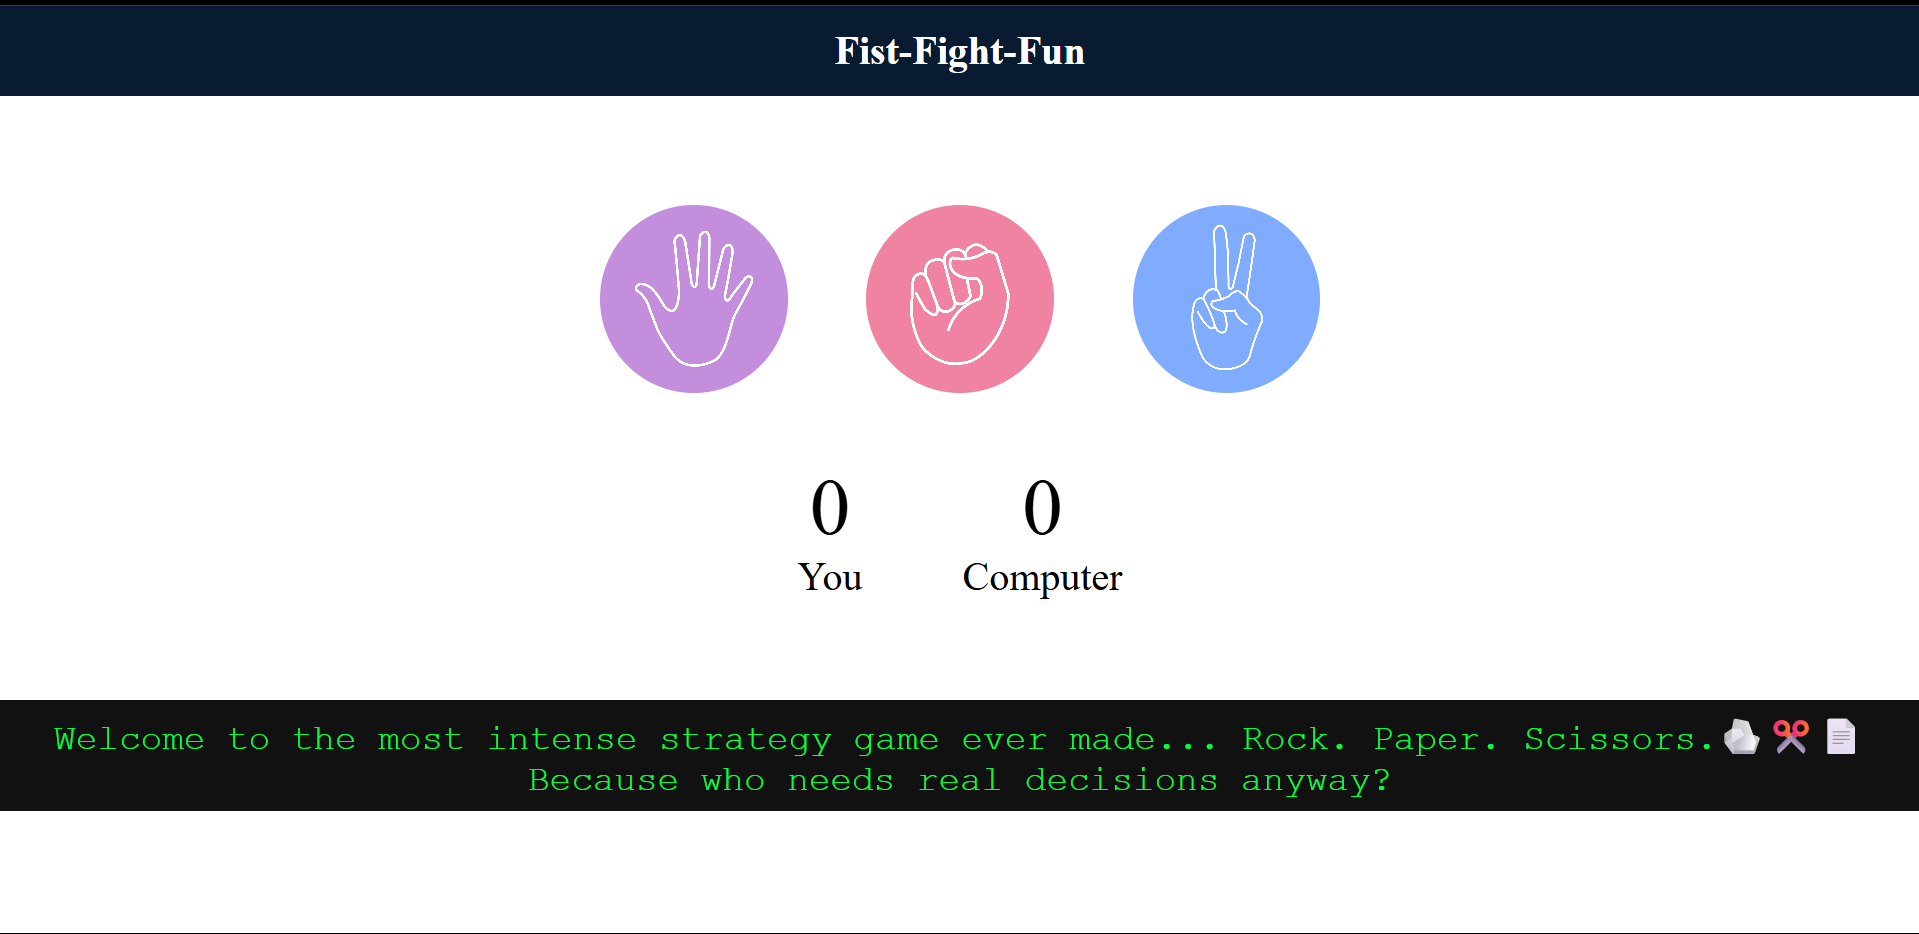 Fist-Fight-Fun
0 0
You Computer
Welcome to the most intense strategy game ever made... Rock. Paper. Scissors.🪨✂️📄
Because who needs real decisions anyway?